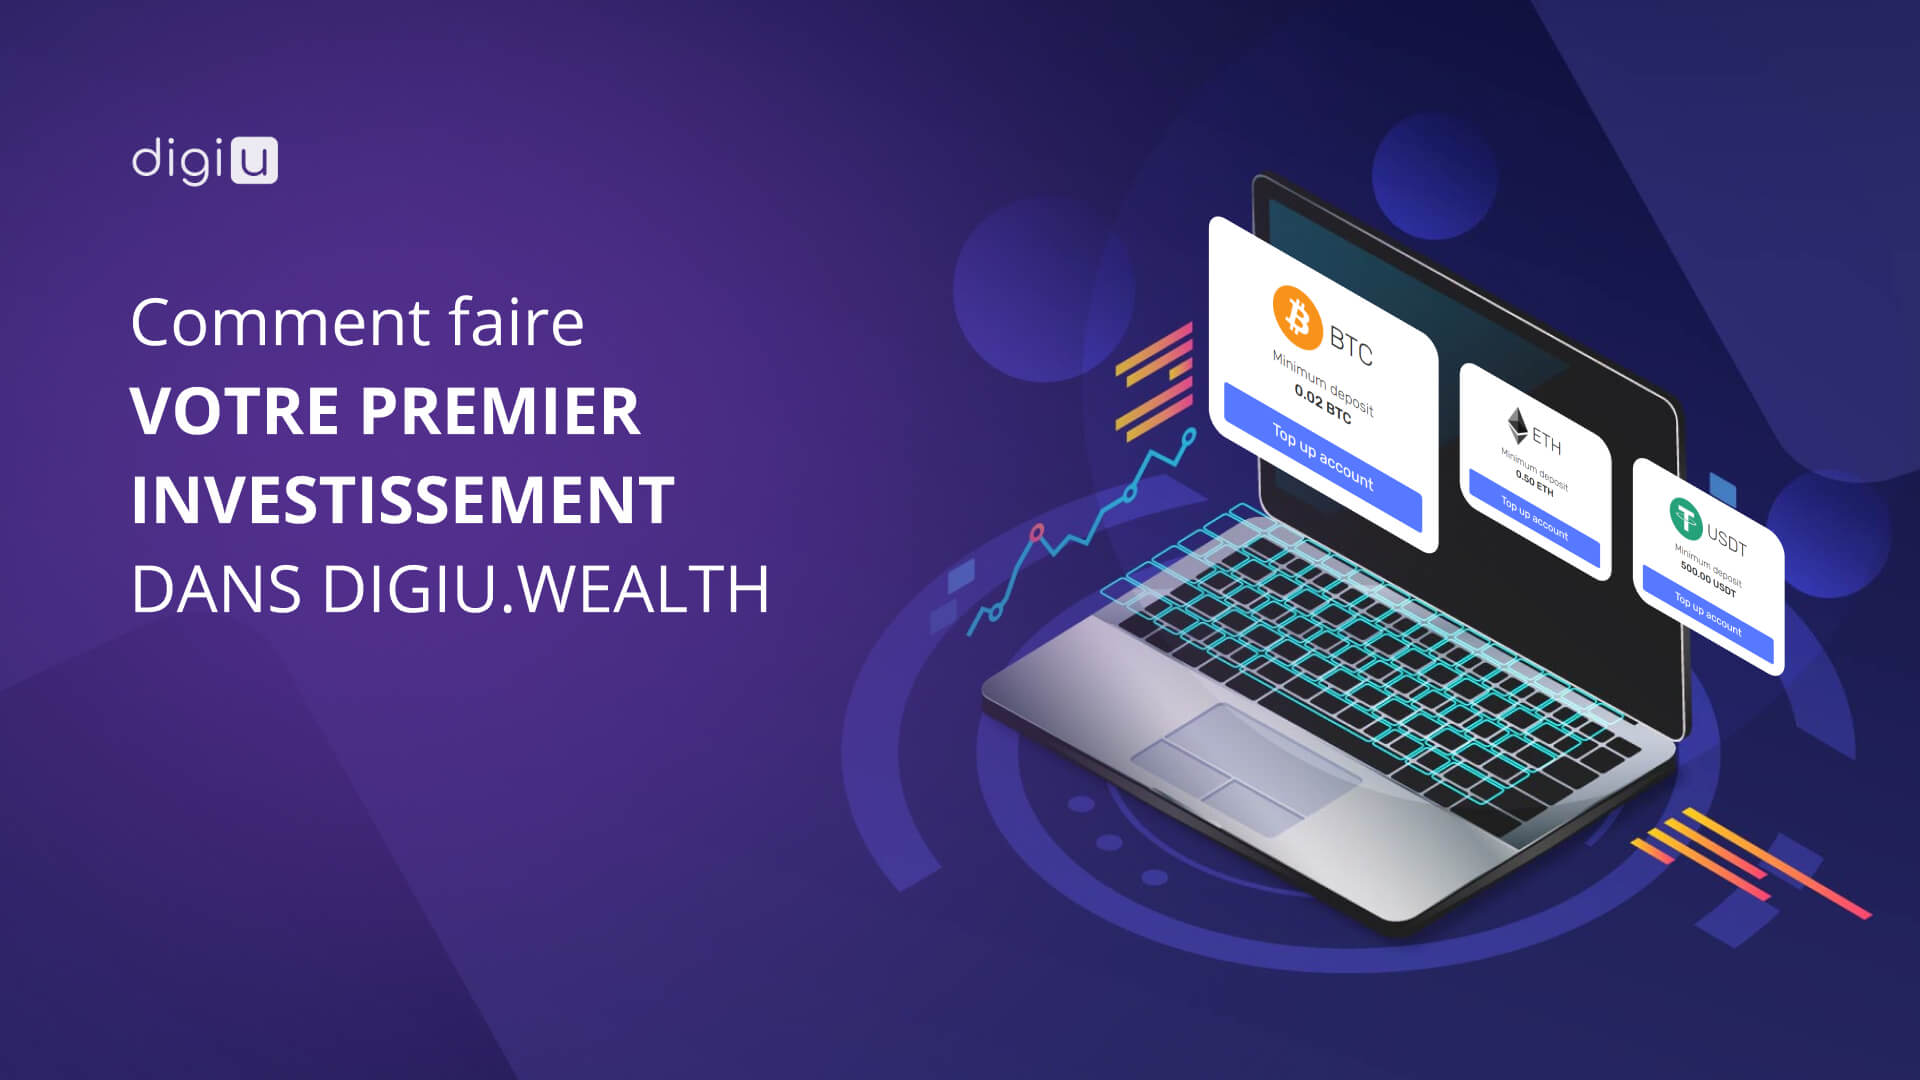 digiu
Comment faire
VOTRE PREMIER
INVESTISSEMENT
DANS DIGIU.WEALTH
BTC
Minimum deposit
0.02 BTC
Top up account
ETH
Minimum deposit
0.50 ETH
Top up account
USDT
Minimum deposit
500.00 USDT
Top up account